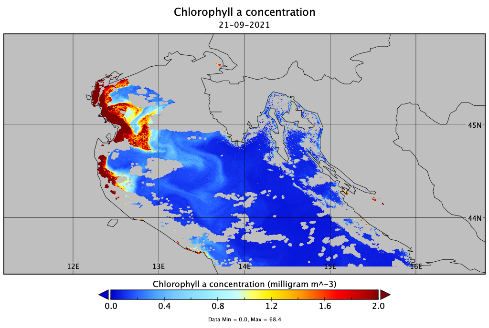 Chlorophyll a concentration
21-09-2021
45N
44N
12E 13E 14E 15E 16E
Chlorophyll a concentration (milligram m^-3)
0.0 0.4 0.8 1.2 1.6 2.0
Data Min = 0.0, Max = 68.4